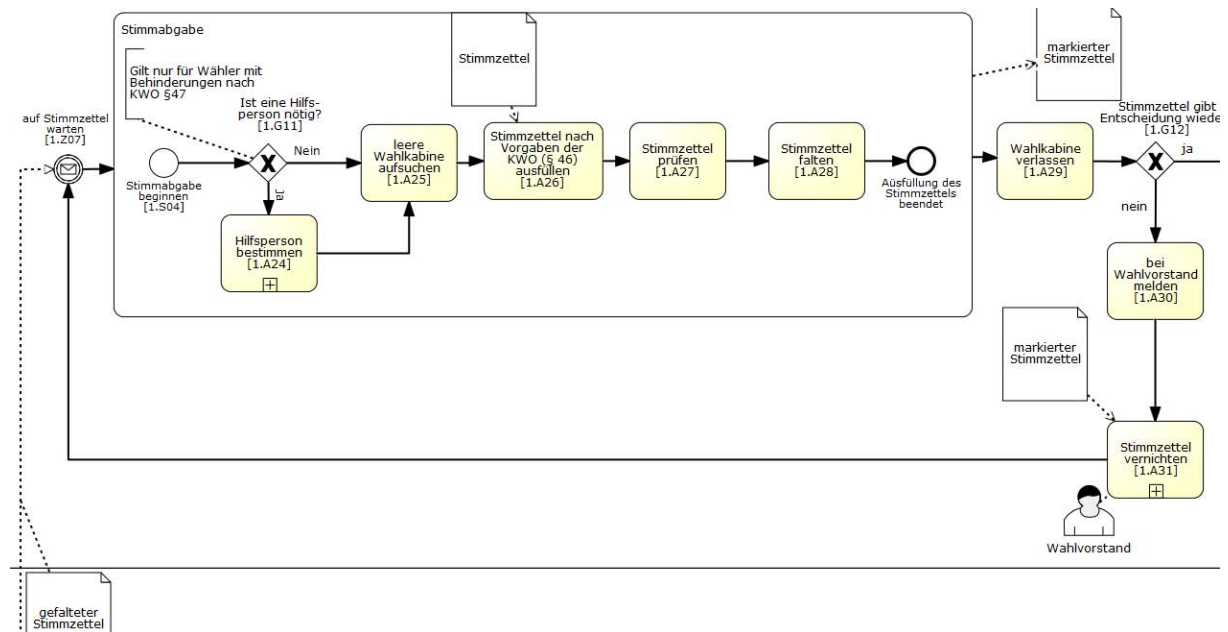 Stimmabgabe
Gilt nur für Wähler mit
Behinderungen nach
KWO §47
Stimmzettel
markierter
Stimmzettel
auf Stimmzettel
warten
[1.Z07]
Ist eine Hilfs-
person nötig?
[1.G11]
Nein
Ja
Stimmabgabe
beginnen
[1.S04]
Hilfsperson
bestimmen
[1.A24]
leere
Wahlkabine
aufsuchen
[1.A25]
Stimmzettel nach
Vorgaben der
KWO (§ 46)
ausfüllen
[1.A26]
Stimmzettel
prüfen
[1.A27]
Stimmzettel
falten
[1.A28]
Ausfüllung des
Stimmzettels
beendet
Wahlkabine
verlassen
[1.A29]
Stimmzettel gibt
Entscheidung wiede
[1.G12]
ja
nein
bei
Wahlvorstand
melden
[1.A30]
markierter
Stimmzettel
Stimmzettel
vernichten
[1.A31]
Wahlvorstand
gefalteter
Stimmzettel